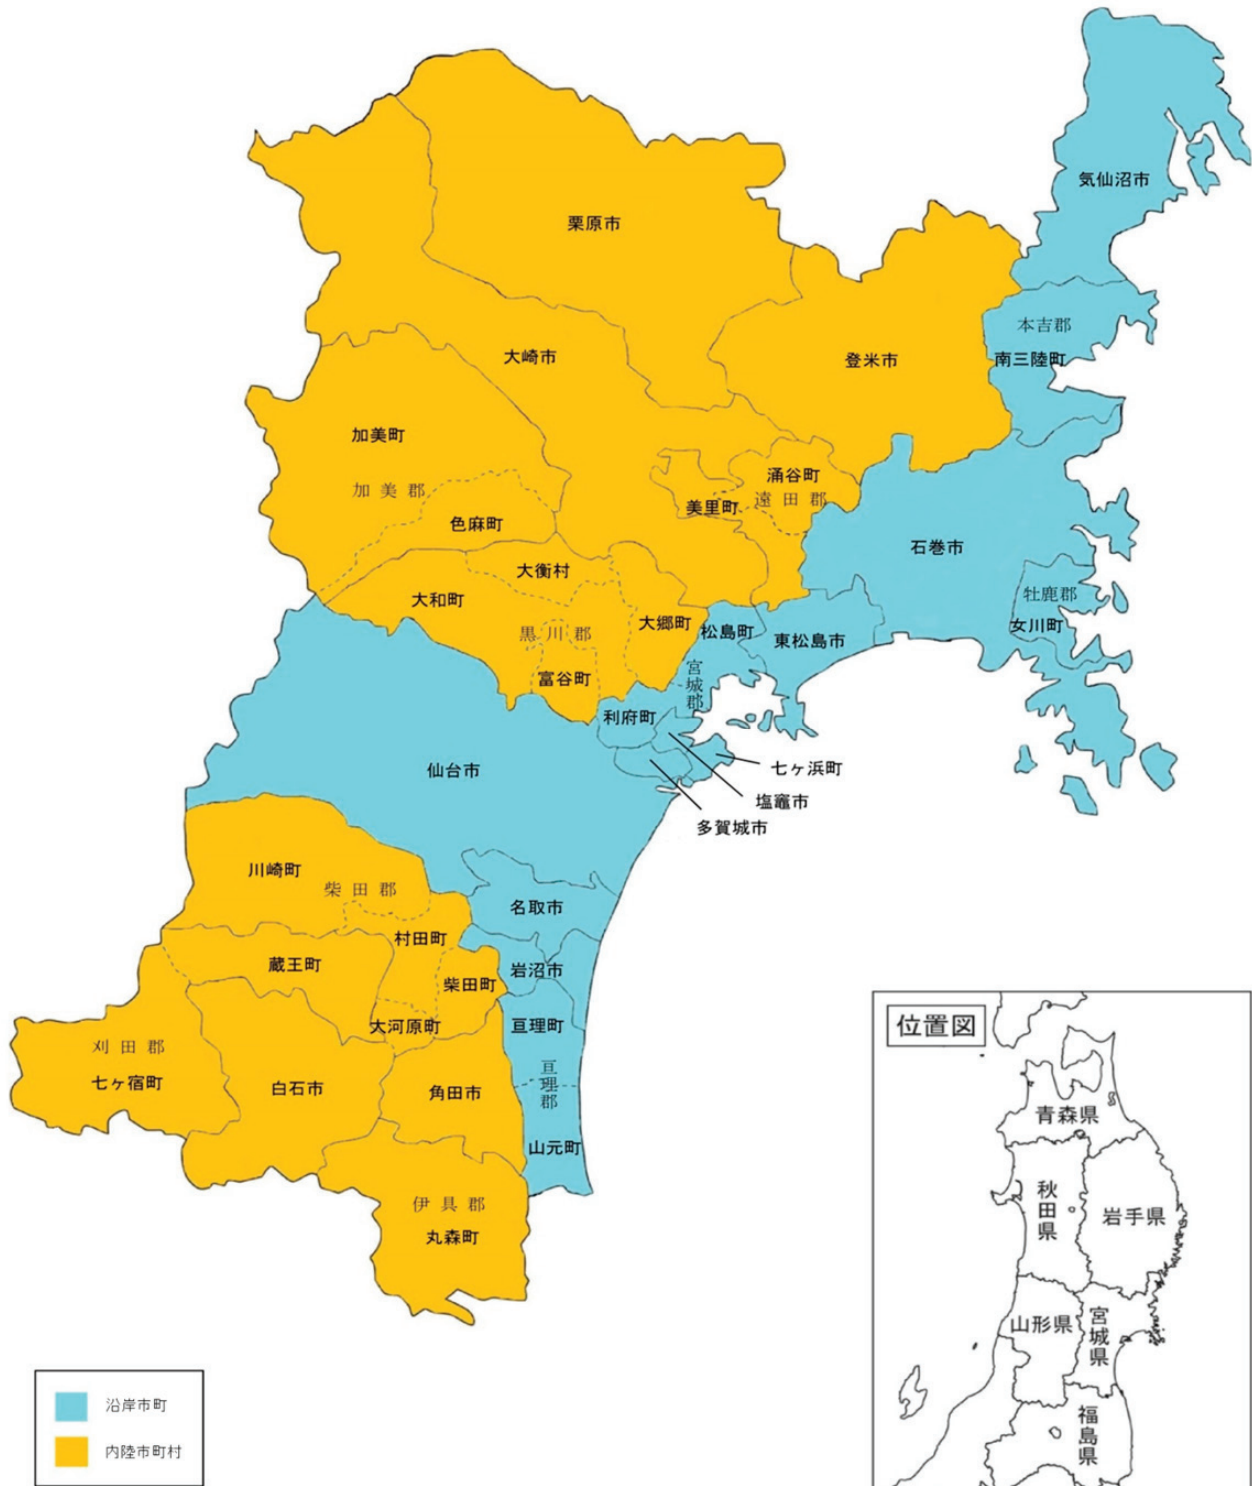 気仙沼市
栗原市
本吉郡
南三陸町
大崎市
登米市
加美町
加美郡
涌谷町
遠田郡
美里町
色麻町
石巻市
大衡村
大和町
牡鹿郡
女川町
大郷町
松島町
東松島市
黒川郡
富谷町
宮城郡
利府町
仙台市
七ヶ浜町
塩竈市
多賀城市
川崎町
柴田郡
名取市
村田町
蔵王町
岩沼市
柴田町
大河原町
亘理町
刈田郡
七ヶ宿町
白石市
角田市
亘理郡
山元町
伊具郡
丸森町
位置図
青森県
秋田県
岩手県
山形県
宮城県
福島県
沿岸市町
内陸市町村